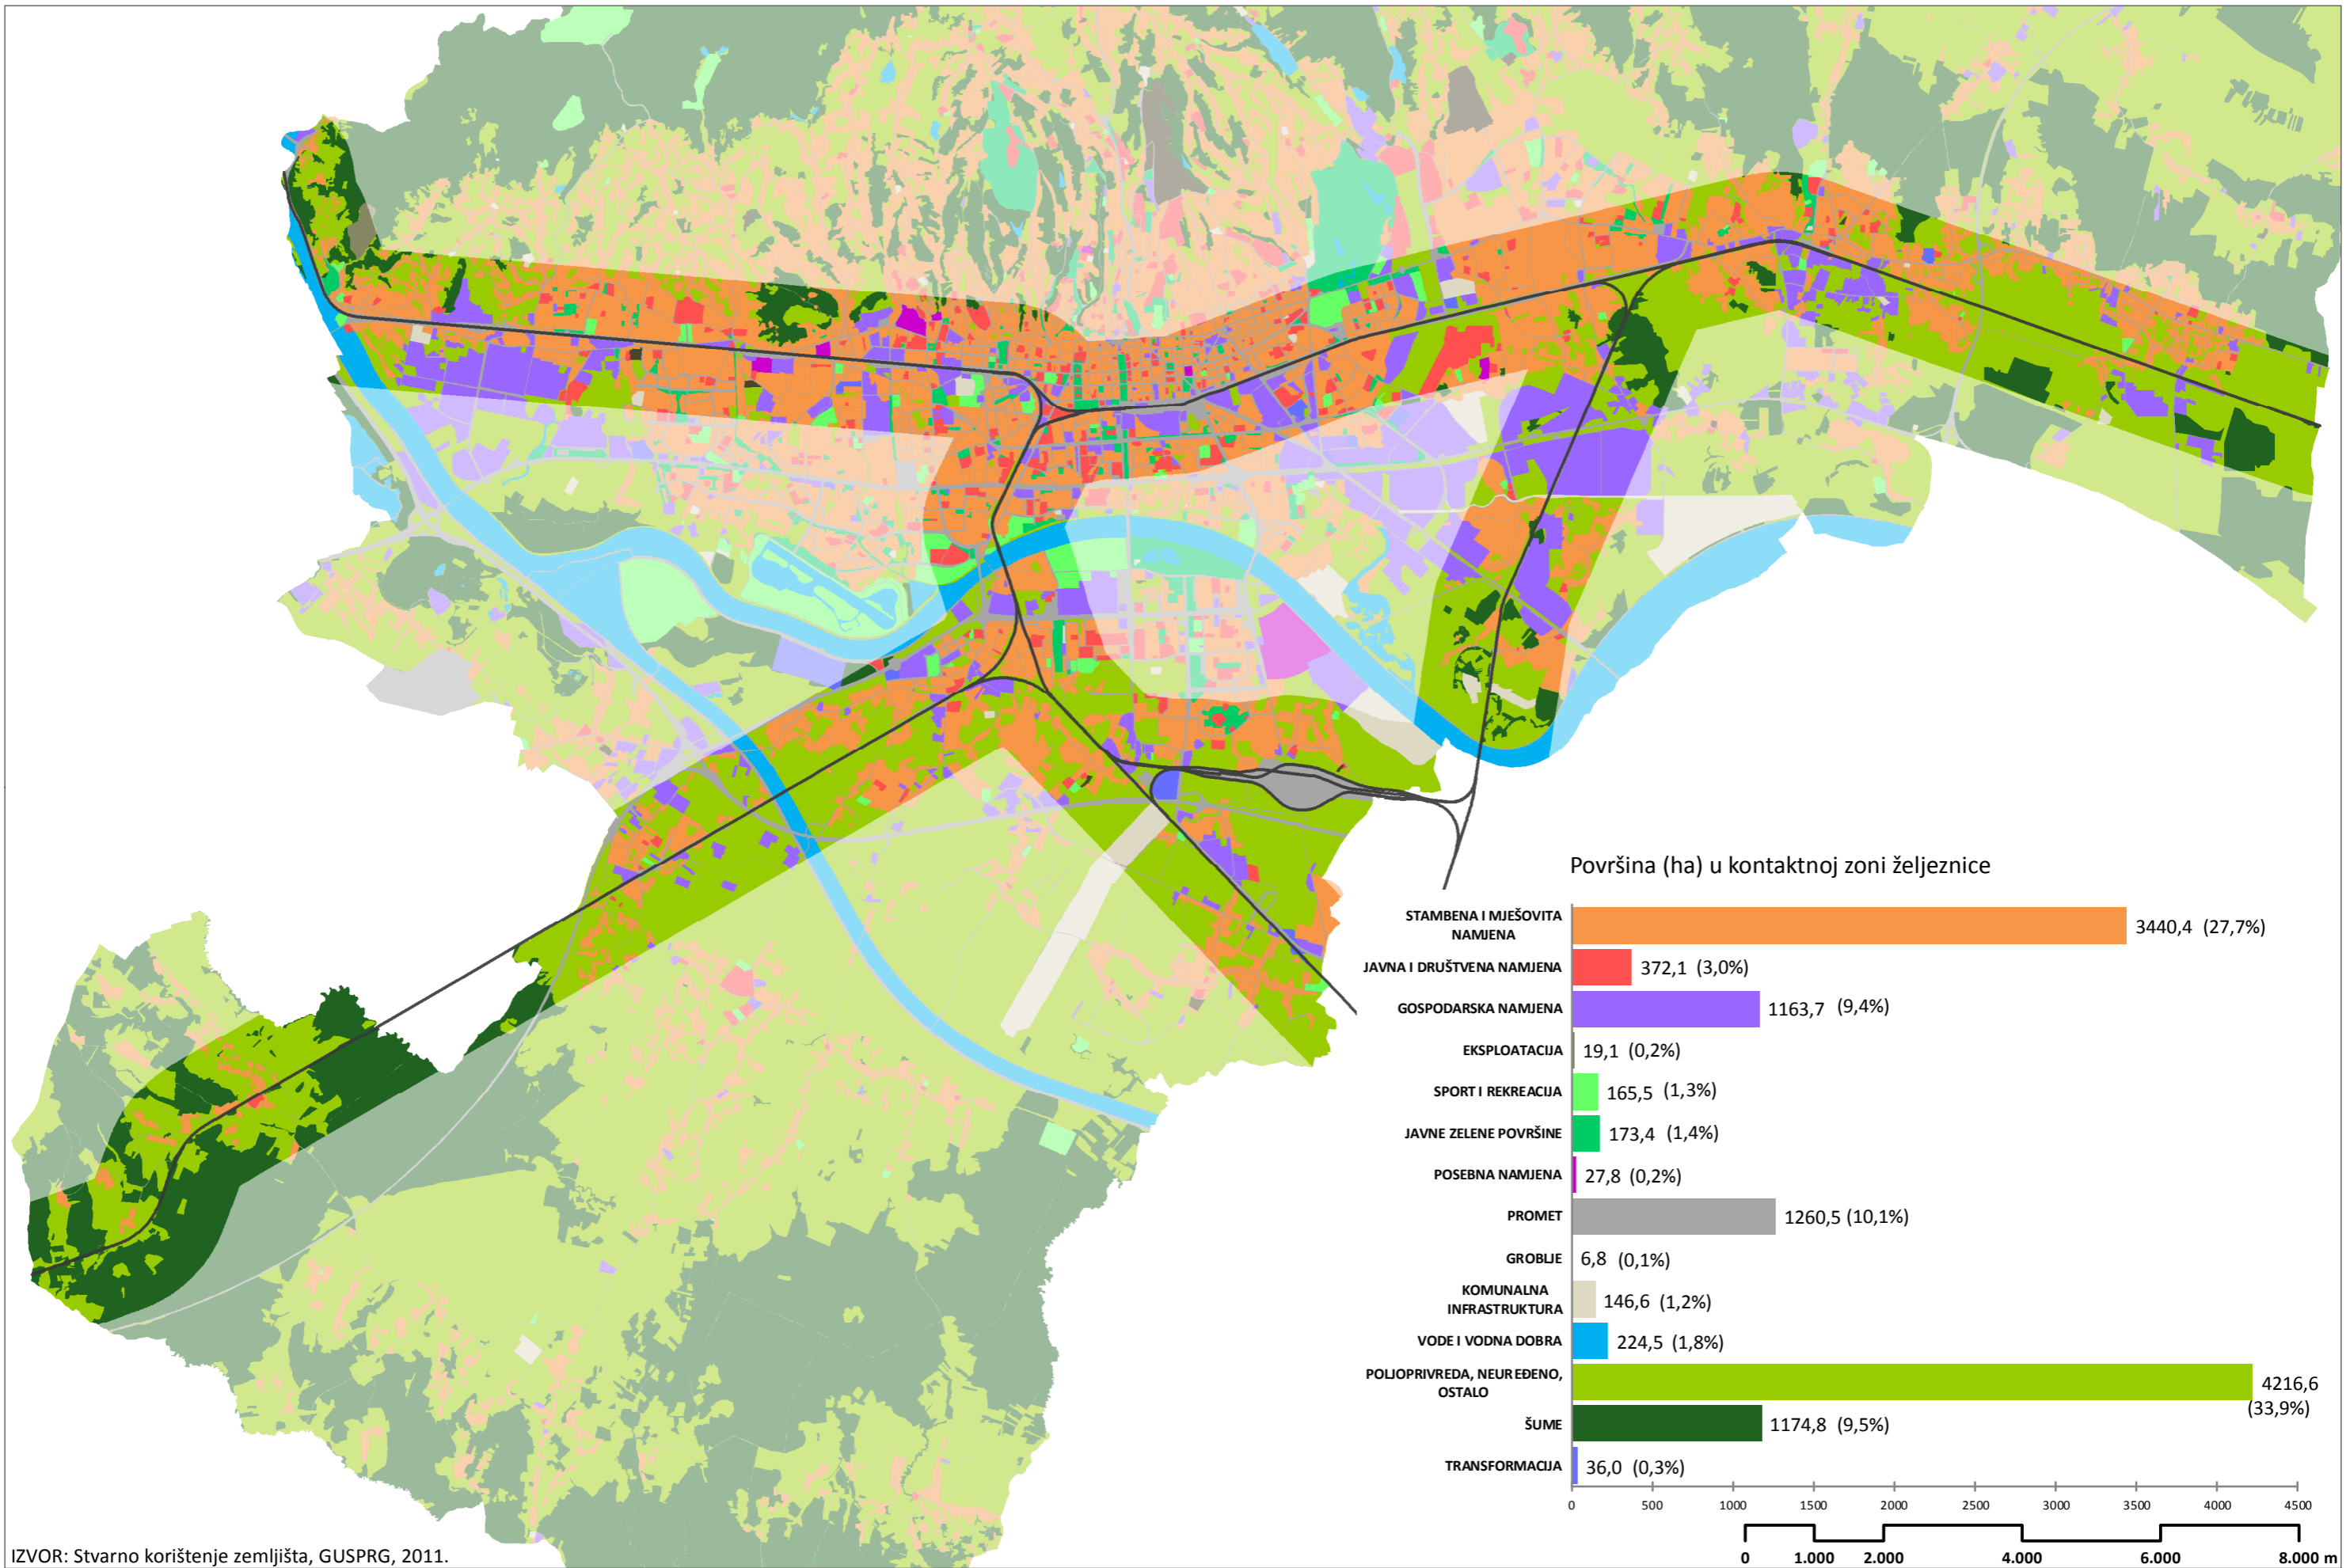 Površina (ha) u kontaktnoj zoni željeznice
STAMBENA I MJEŠOVITA
NAMJENA
3440,4 (27,7%)
JAVNA I DRUŠTVENA NAMJENA
372,1 (3,0%)
GOSPODARSKA NAMJENA
1163,7 (9,4%)
EKSPLOATACIJA
19,1 (0,2%)
SPORT I REKREACIJA
165,5 (1,3%)
JAVNE ZELENE POVRŠINE
173,4 (1,4%)
POSEBNA NAMJENA
27,8 (0,2%)
PROMET
1260,5 (10,1%)
GROBLJE
6,8 (0,1%)
KOMUNALNA
INFRASTRUKTURA
146,6 (1,2%)
VODE I VODNA DOBRA
224,5 (1,8%)
POLJOPRIVREDA, NEUREĐENO,
OSTALO
4216,6
(33,9%)
ŠUME
1174,8 (9,5%)
TRANSFORMACIJA
36,0 (0,3%)
0 500 1000 1500 2000 2500 3000 3500 4000 4500
0 1.000 2.000 4.000 6.000 8.000 m
IZVOR: Stvarno korištenje zemljišta, GUSPRG, 2011.